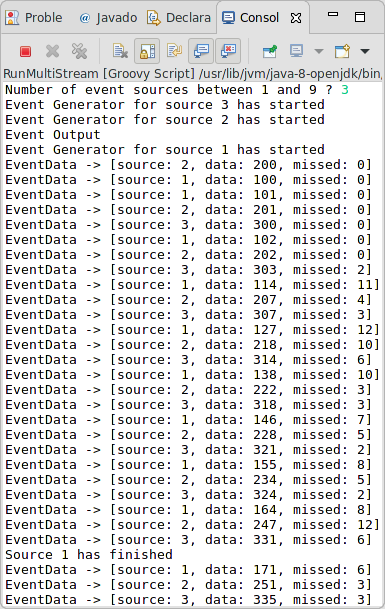 Proble @ Javado Declara Consol
RunMultiStream [Groovy Script] /usr/lib/jvm/java-8-openjdk/bin,
Number of event sources between 1 and 9 ? 3
Event Generator for source 3 has started
Event Generator for source 2 has started
Event Output
Event Generator for source 1 has started
EventData -> [source: 2, data: 200, missed: 0]
EventData -> [source: 1, data: 100, missed: 0]
EventData -> [source: 1, data: 101, missed: 0]
EventData -> [source: 2, data: 201, missed: 0]
EventData -> [source: 3, data: 300, missed: 0]
EventData -> [source: 1, data: 102, missed: 0]
EventData -> [source: 2, data: 202, missed: 0]
EventData -> [source: 3, data: 303, missed: 2]
EventData -> [source: 1, data: 114, missed: 11]
EventData -> [source: 2, data: 207, missed: 4]
EventData -> [source: 3, data: 307, missed: 3]
EventData -> [source: 1, data: 127, missed: 12]
EventData -> [source: 2, data: 218, missed: 10]
EventData -> [source: 3, data: 314, missed: 6]
EventData -> [source: 1, data: 138, missed: 10]
EventData -> [source: 2, data: 222, missed: 3]
EventData -> [source: 3, data: 318, missed: 3]
EventData -> [source: 1, data: 146, missed: 7]
EventData -> [source: 2, data: 228, missed: 5]
EventData -> [source: 3, data: 321, missed: 2]
EventData -> [source: 1, data: 155, missed: 8]
EventData -> [source: 2, data: 234, missed: 5]
EventData -> [source: 3, data: 324, missed: 2]
EventData -> [source: 1, data: 164, missed: 8]
EventData -> [source: 2, data: 247, missed: 12]
EventData -> [source: 3, data: 331, missed: 6]
Source 1 has finished
EventData -> [source: 1, data: 171, missed: 6]
EventData -> [source: 2, data: 251, missed: 3]
EventData -> [source: 3, data: 335, missed: 3]